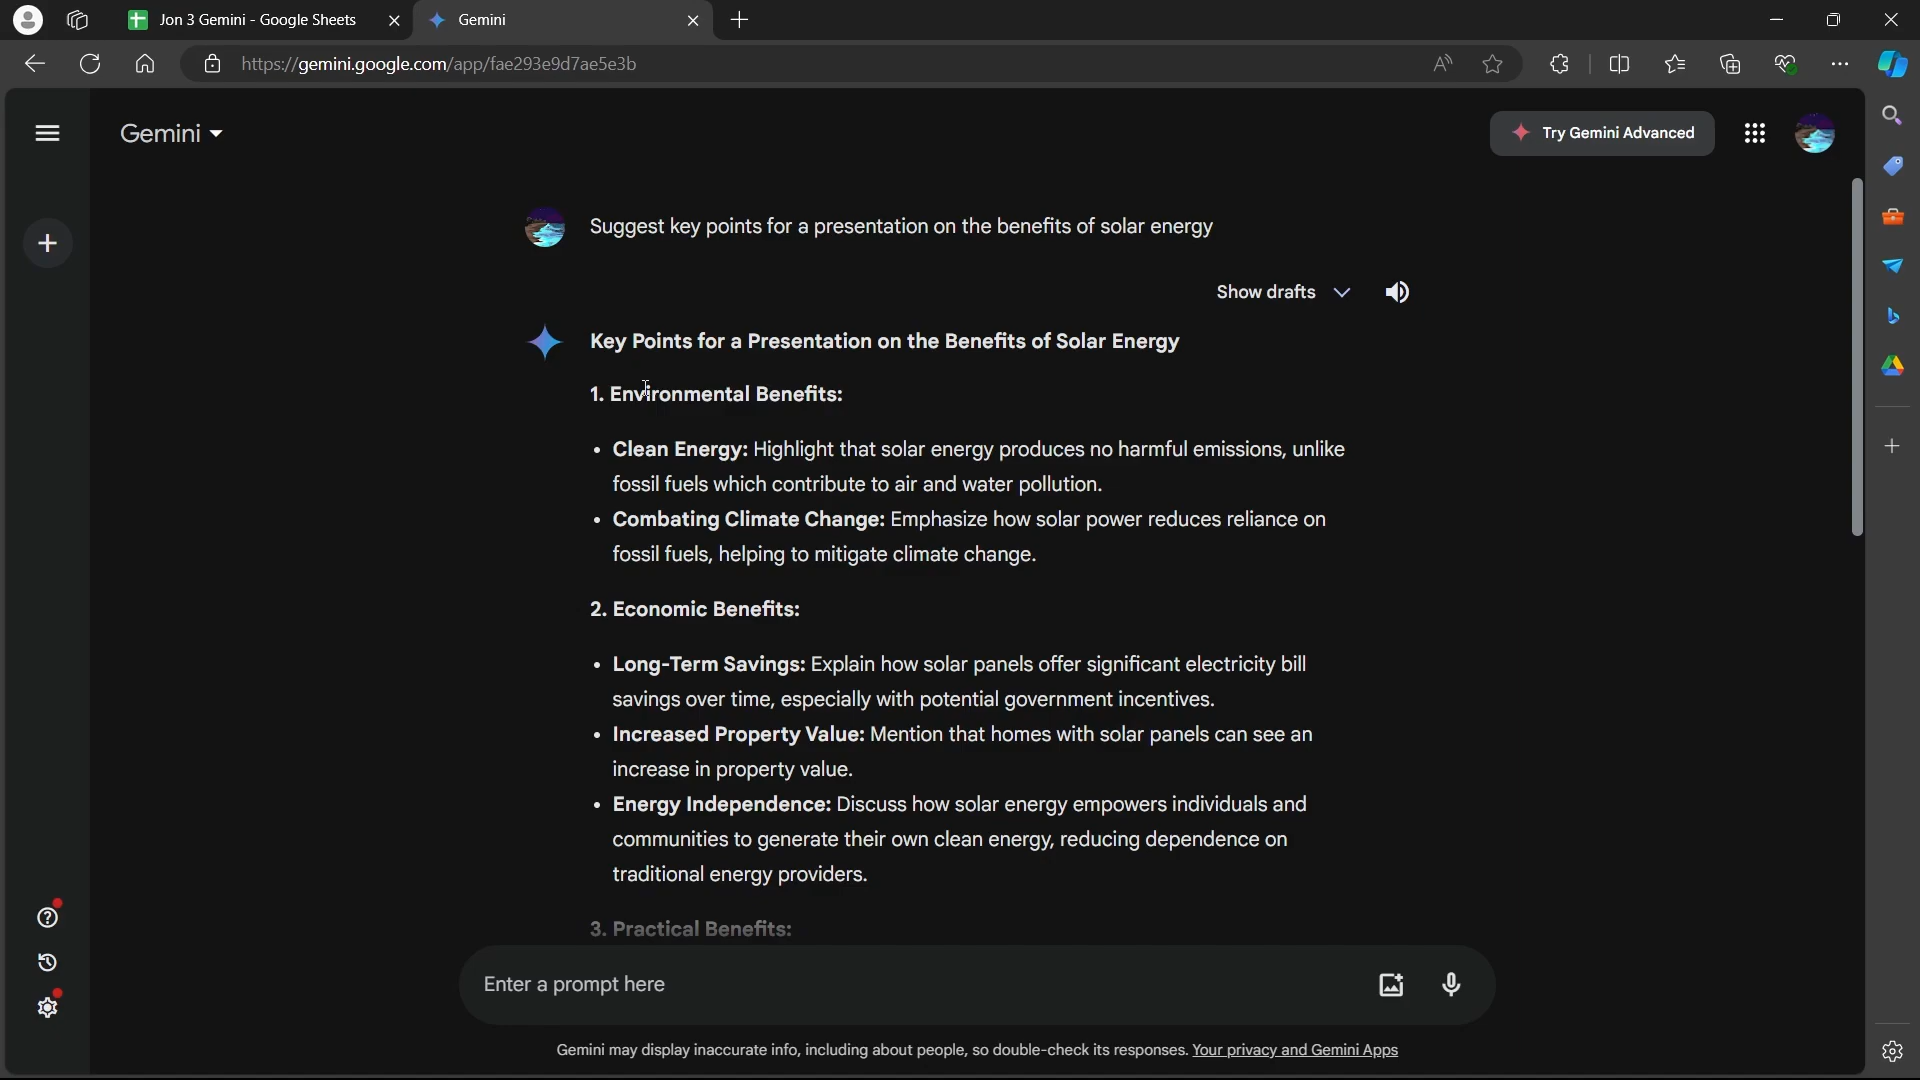 Jon 3 Gemini - Google Sheets
Gemini
https://gemini.google.com/app/fae293e9d7ae5e3b
Gemini
Try Gemini Advanced
Suggest key points for a presentation on the benefits of solar energy
Show drafts
Key Points for a Presentation on the Benefits of Solar Energy
1. Environmental Benefits:
• Clean Energy: Highlight that solar energy produces no harmful emissions, unlike
fossil fuels which contribute to air and water pollution.
• Combating Climate Change: Emphasize how solar power reduces reliance on
fossil fuels, helping to mitigate climate change.
2. Economic Benefits:
• Long-Term Savings: Explain how solar panels offer significant electricity bill
savings over time, especially with potential government incentives.
• Increased Property Value: Mention that homes with solar panels can see an
increase in property value.
• Energy Independence: Discuss how solar energy empowers individuals and
communities to generate their own clean energy, reducing dependence on
traditional energy providers.
3. Practical Benefits:
Enter a prompt here
Gemini may display inaccurate info, including about people, so double-check its responses. Your privacy and Gemini Apps